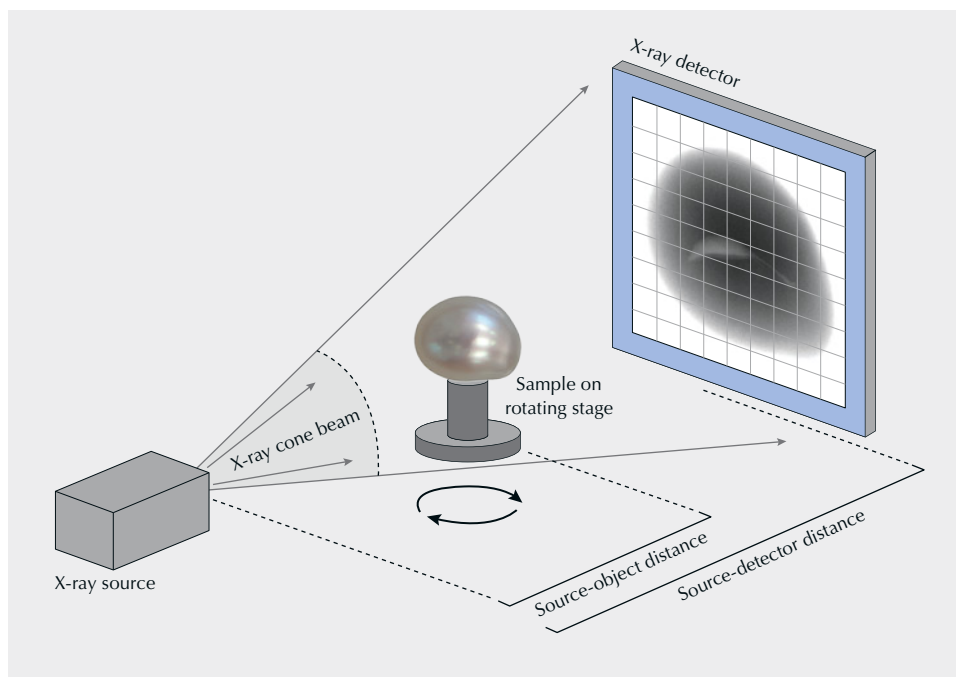 X-ray detector
Sample on
rotating stage
X-ray cone beam
X-ray source
Source-object distance
Source-detector distance